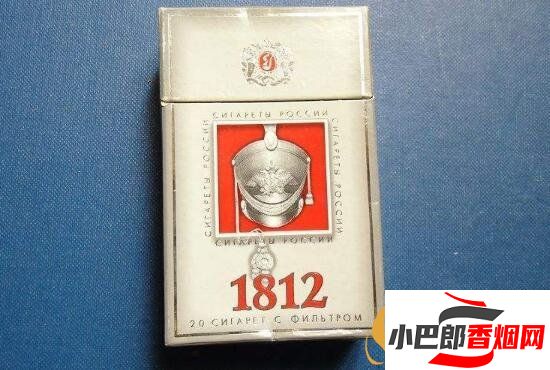 Я
СИГАРЕТЫ РОССИИ
СИГАРЕТЫ РОССИИ
СИГАРЕТЫ РОССИИ
СИГАРЕТЫ РОССИИ
1812
20 СИГАРЕТ С ФИЛЬТРОМ
小巴郎香烟网